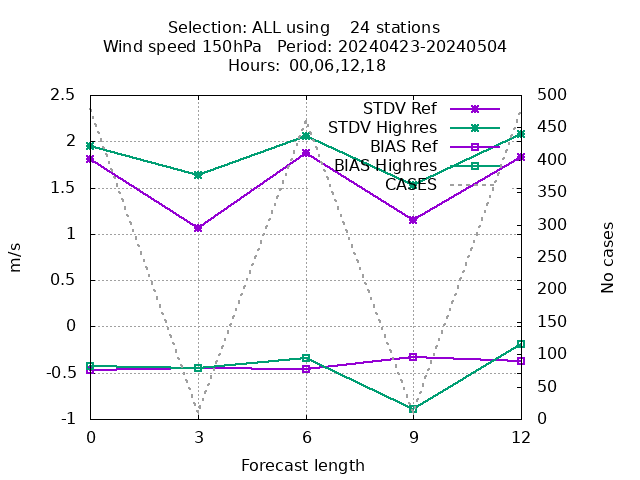 Selection: ALL using    24 stations
Wind speed 150hPa   Period: 20240423-20240504
Hours: 00,06,12,18
STDV Ref
STDV Highres
BIAS Ref
BIAS Highres
CASES
2.5
2
1.5
1
0.5
0
-0.5
-1
m/s
500
450
400
350
300
250
200
150
100
50
0
No cases
0 3 6 9 12
Forecast length